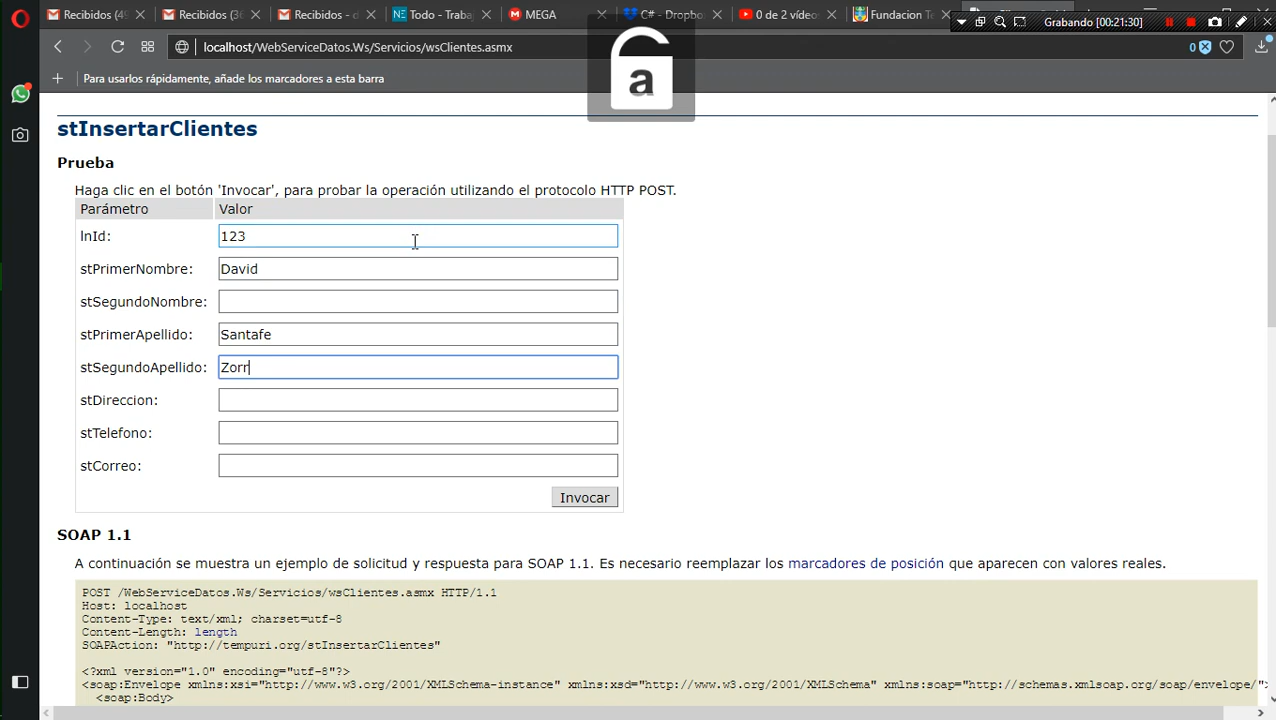 Recibidos (49
Recibidos (36
Recibidos - d
NE Todo - Traba
MEGA
C# - Dropbo
0 de 2 vídeo
Fundacion Te
Grabando (00:21:30)
localhost/WebServiceDatos.Ws/Servicios/wsClientes.asmx
0
Para usarlos rápidamente, añade los marcadores a esta barra
a
stInsertarClientes
Prueba
Haga clic en el botón 'Invocar', para probar la operación utilizando el protocolo HTTP POST.
Parámetro Valor
lnId: 123
stPrimerNombre: David
stSegundoNombre:
stPrimerApellido: Santafe
stSegundoApellido: Zorr
stDireccion:
stTelefono:
stCorreo:
Invocar
SOAP 1.1
A continuación se muestra un ejemplo de solicitud y respuesta para SOAP 1.1. Es necesario reemplazar los marcadores de posición que aparecen con valores reales.
POST /WebServiceDatos.Ws/Servicios/wsClientes.asmx HTTP/1.1
Host: localhost
Content-Type: text/xml; charset=utf-8
Content-Length: length
SOAPAction: "http://tempuri.org/stInsertarClientes"
<?xml version="1.0" encoding="utf-8"?>
<soap:Envelope xmlns:xsi="http://www.w3.org/2001/XMLSchema-instance" xmlns:xsd="http://www.w3.org/2001/XMLSchema" xmlns:soap="http://schemas.xmlsoap.org/soap/envelope/">
<soap:Body>